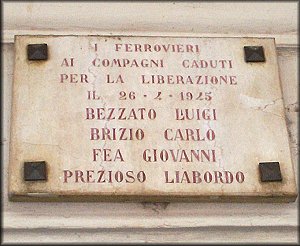 I FERROVIERI
AI COMPAGNI CADUTI
PER LA LIBERAZIONE
IL 26-4-1945
BEZZATO LUIGI
BRIZIO CARLO
FEA GIOVANNI
PREZIOSO LIABORDO